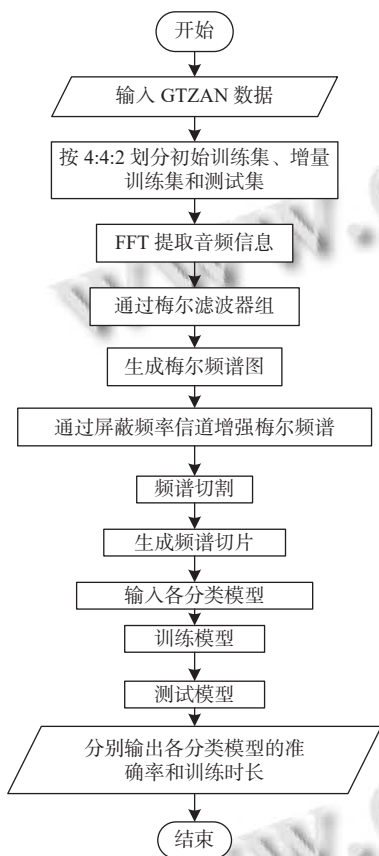 开始
输入 GTZAN 数据
按 4:4:2 划分初始训练集、增量
训练集和测试集
FFT 提取音频信息
通过梅尔滤波器组
生成梅尔频谱图
通过屏蔽频率信道增强梅尔频谱
频谱切割
生成频谱切片
输入各分类模型
训练模型
测试模型
分别输出各分类模型的准
确率和训练时长
结束